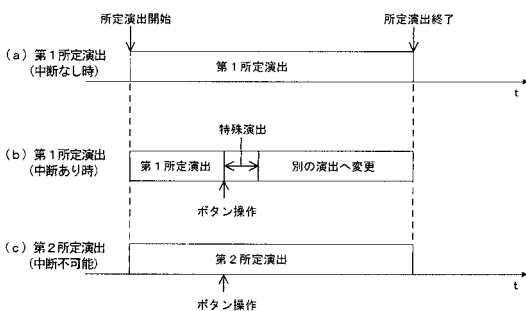 所定演出開始
所定演出終了
(a)第1所定演出
(中断なし時)
第1所定演出
t
特殊演出
(b)第1所定演出
(中断あり時)
第1所定演出
別の演出へ変更
ボタン操作
(c)第2所定演出
(中断不可能)
第2所定演出
t
ボタン操作